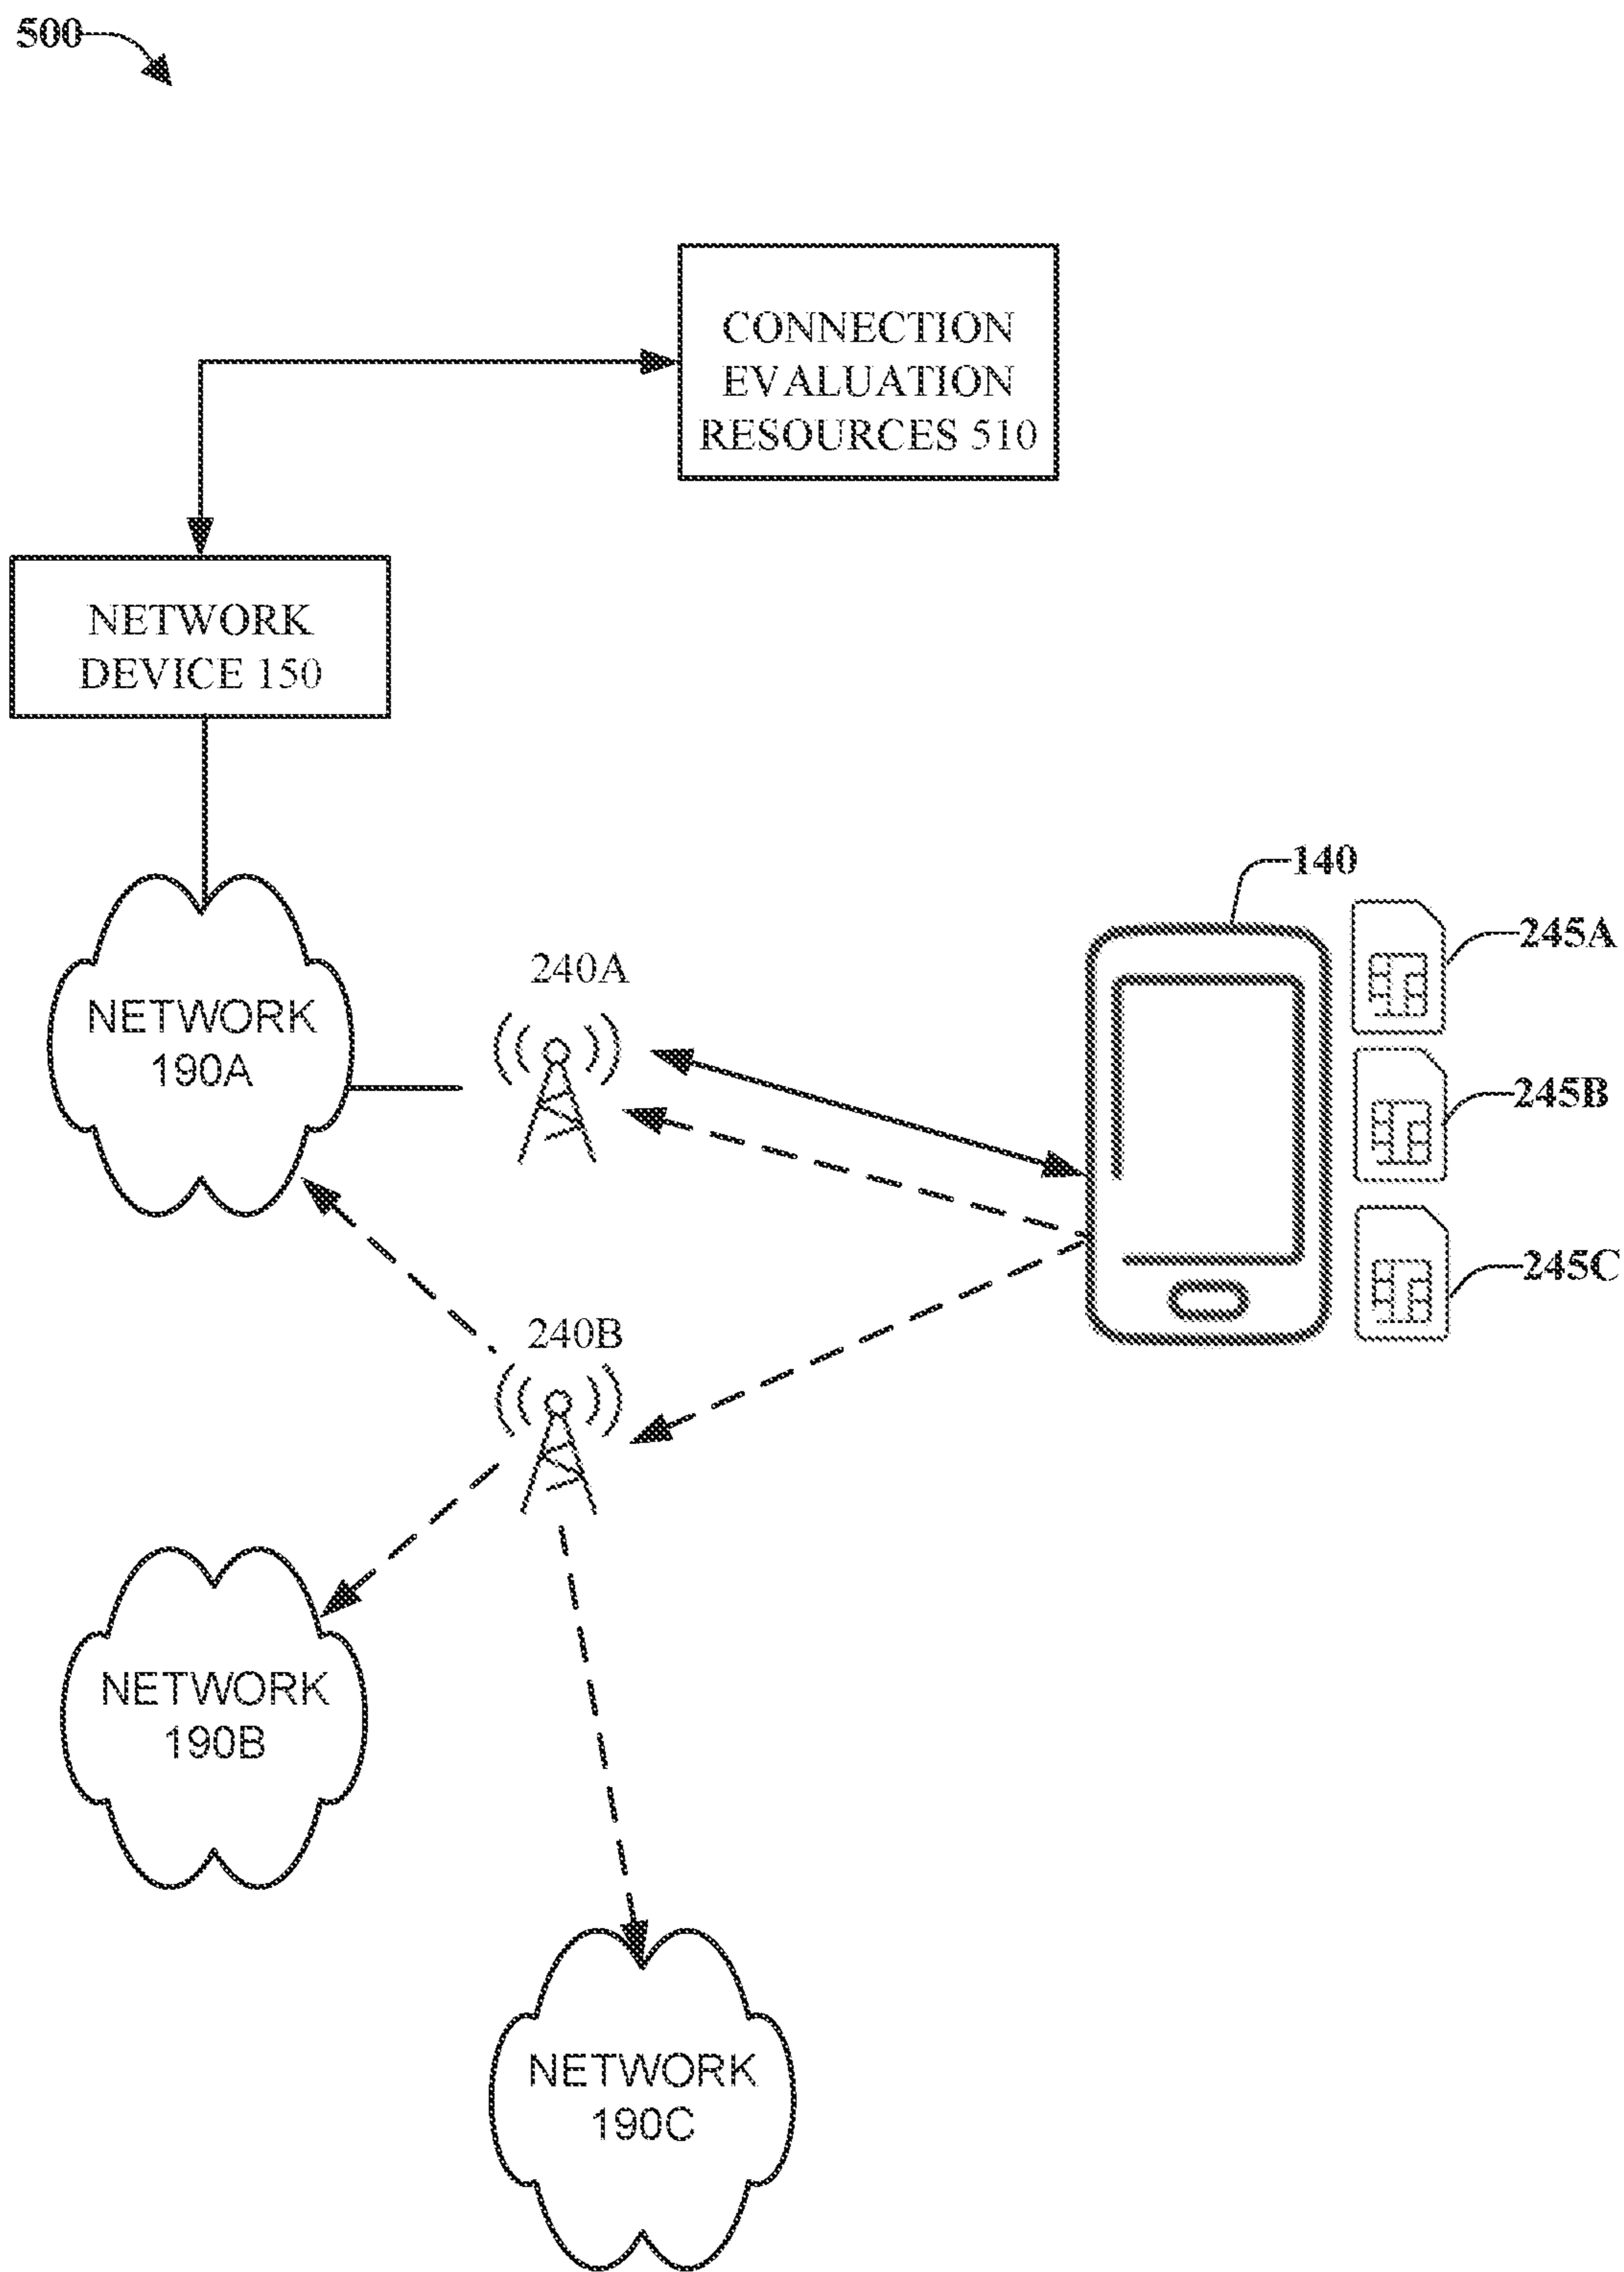 500
CONNECTION
EVALUATION
RESOURCES 510
NETWORK
DEVICE 150
140
245A
240A
NETWORK
190A
245B
245C
240B
NETWORK
190B
NETWORK
190C